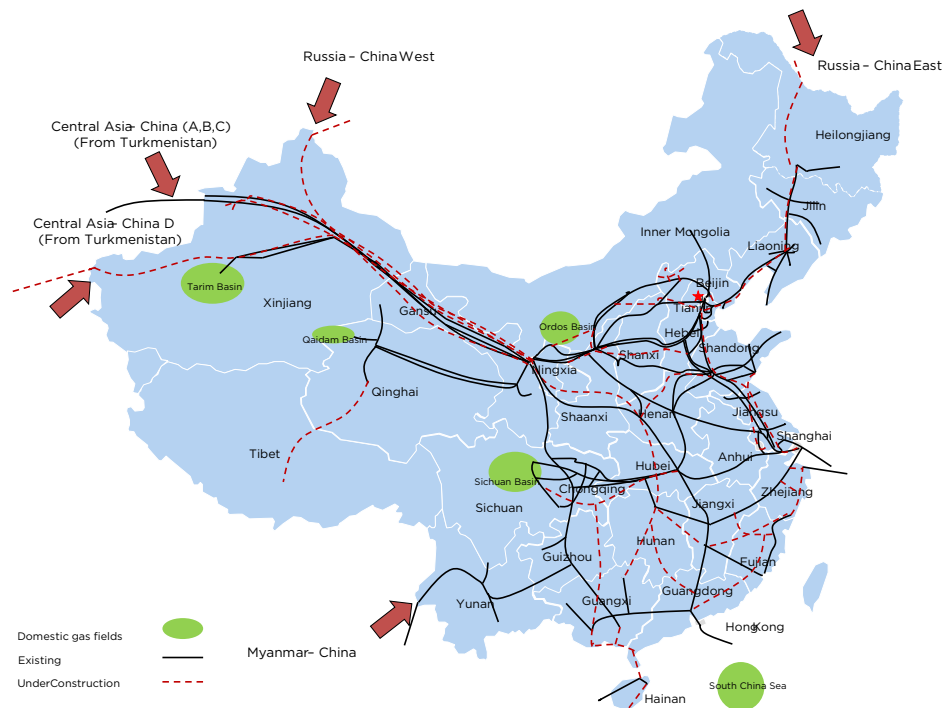 Russia – China West
Russia – China East
Central Asia– China (A,B,C)
(From Turkmenistan)
Heilongjiang
Central Asia– China D
(From Turkmenistan)
Jilin
Inner Mongolia
Liaoning
Tarim Basin
Beijin
Xinjiang
Tianjin
Gansu
Ordos Basin
Hebei
Qaidam Basin
Shanxi
Shandong
Ningxia
Qinghai
Shaanxi
Henan
Jiangsu
Shanghai
Tibet
Anhui
Hubei
Sichuan Basin
Chongqing
Zhejiang
Sichuan
Jiangxi
Hunan
Guizhou
Fujian
Guangdong
Yunan
Guangxi
HongKong
Domestic gas fields
Existing
Myanmar– China
UnderConstruction
South China Sea
Hainan